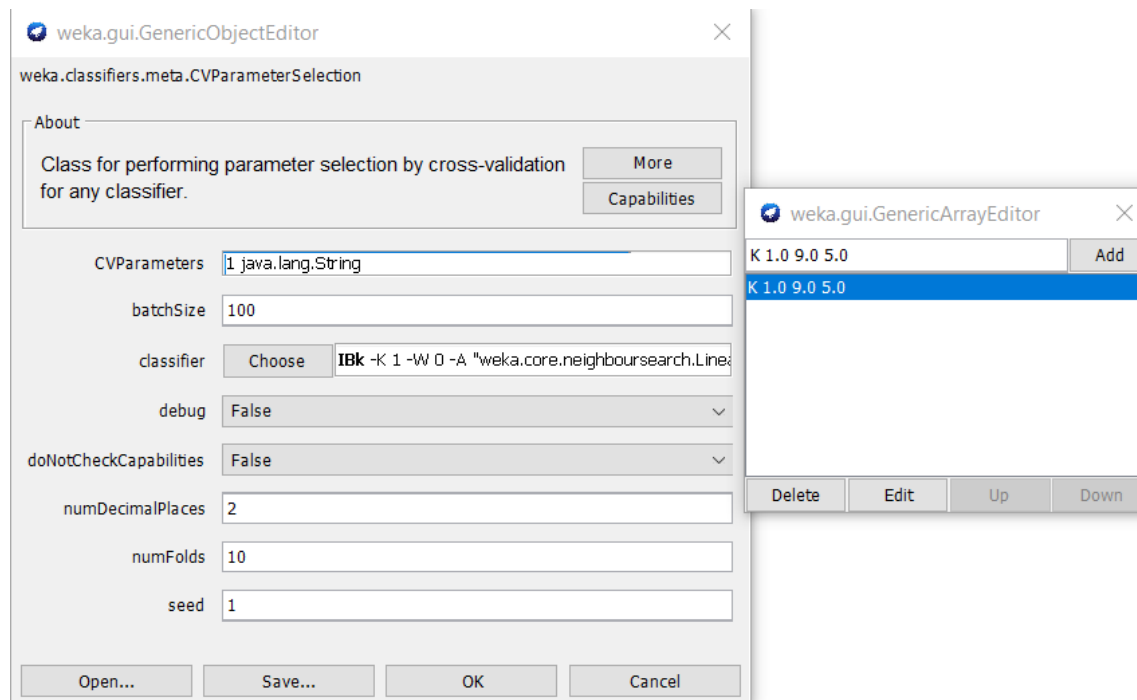 weka.gui.GenericObjectEditor
weka.classifiers.meta.CVParameterSelection
About
Class for performing parameter selection by cross-validation
for any classifier.
More
Capabilities
CVParameters 1 java.lang.String
batchSize 100
classifier Choose IBk -K 1 -W 0 -A "weka.core.neighboursearch.Linea
debug False
doNotCheckCapabilities False
numDecimalPlaces 2
numFolds 10
seed 1
Open... Save... OK Cancel
weka.gui.GenericArrayEditor
K 1.0 9.0 5.0 Add
K 1.0 9.0 5.0
Delete Edit Up Down